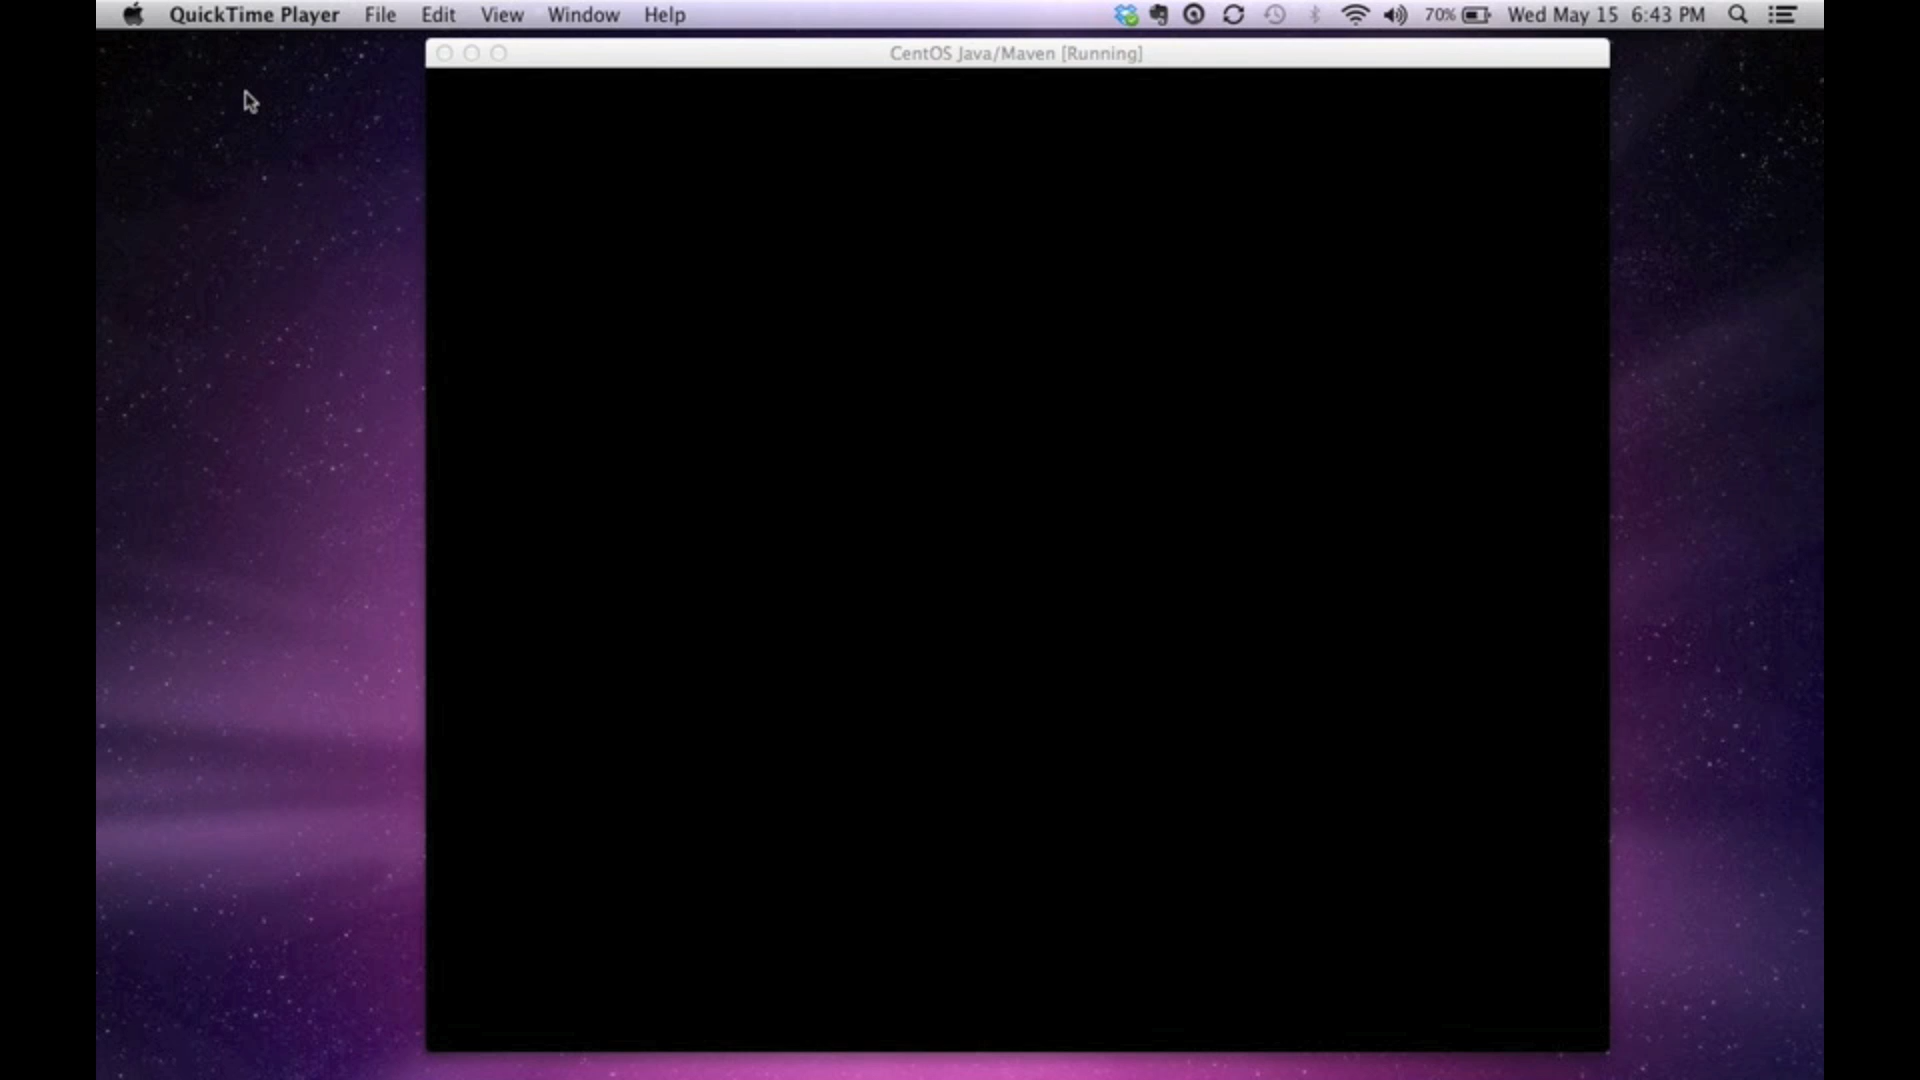 QuickTime Player File Edit View Window Help 70% Wed May 15 6:43 PM
CentOS Java/Maven [Running]